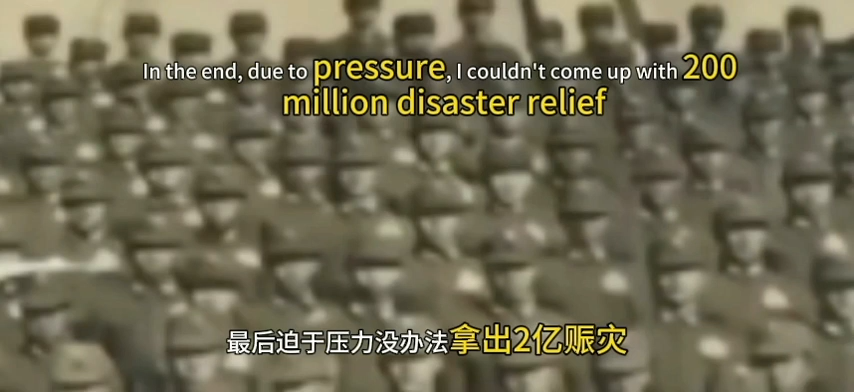 In the end, due to pressure, I couldn't come up with 200
million disaster relief
最后迫于压力没办法拿出2亿赈灾